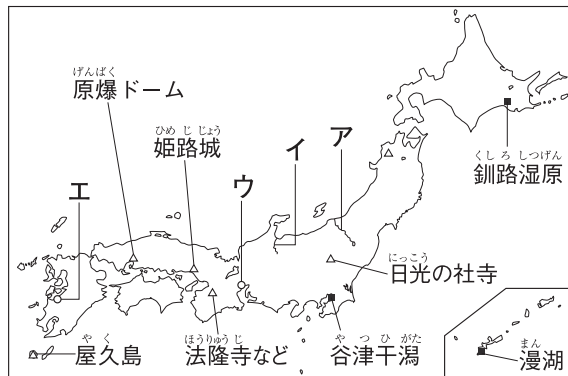 げんばく
原爆ドーム
ひめじじょう
姫路城
エ
ウ
イ
ア
くしろしつげん
釧路湿原
にっこう
日光の社寺
やく
屋久島
ほうりゅうじ
法隆寺など
やつひがた
谷津干潟
まん
漫湖